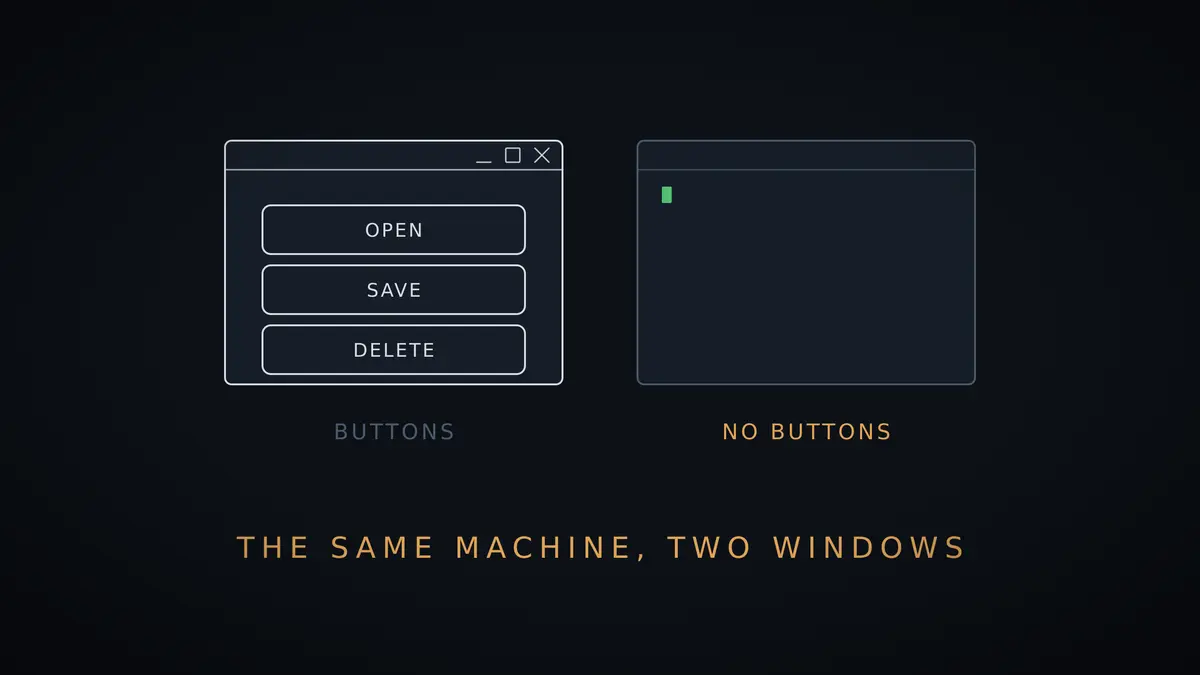 OPEN
SAVE
DELETE
BUTTONS
NO BUTTONS
THE SAME MACHINE, TWO WINDOWS